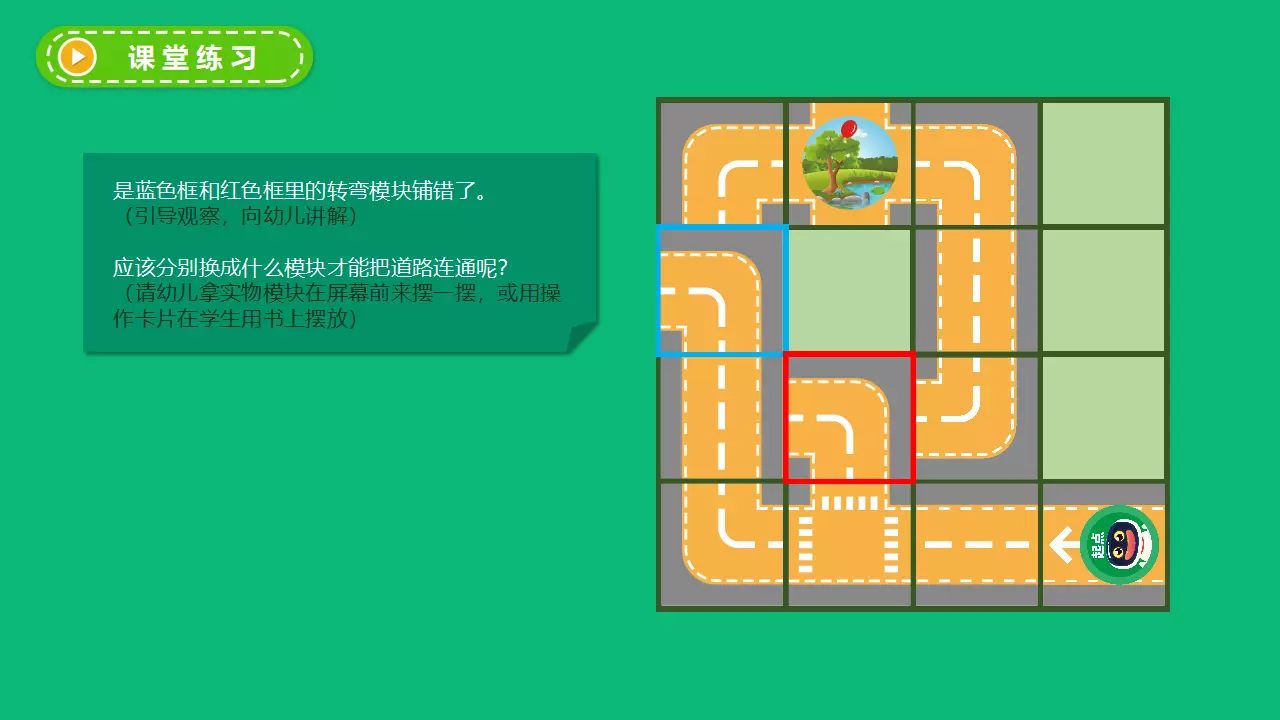 课堂练习
是蓝色框和红色框里的转弯模块铺错了。
（引导观察，向幼儿讲解）
应该分别换成什么模块才能把道路连通呢？
（请幼儿拿实物模块在屏幕前来摆一摆，或用操
作卡片在学生用书上摆放）
起点